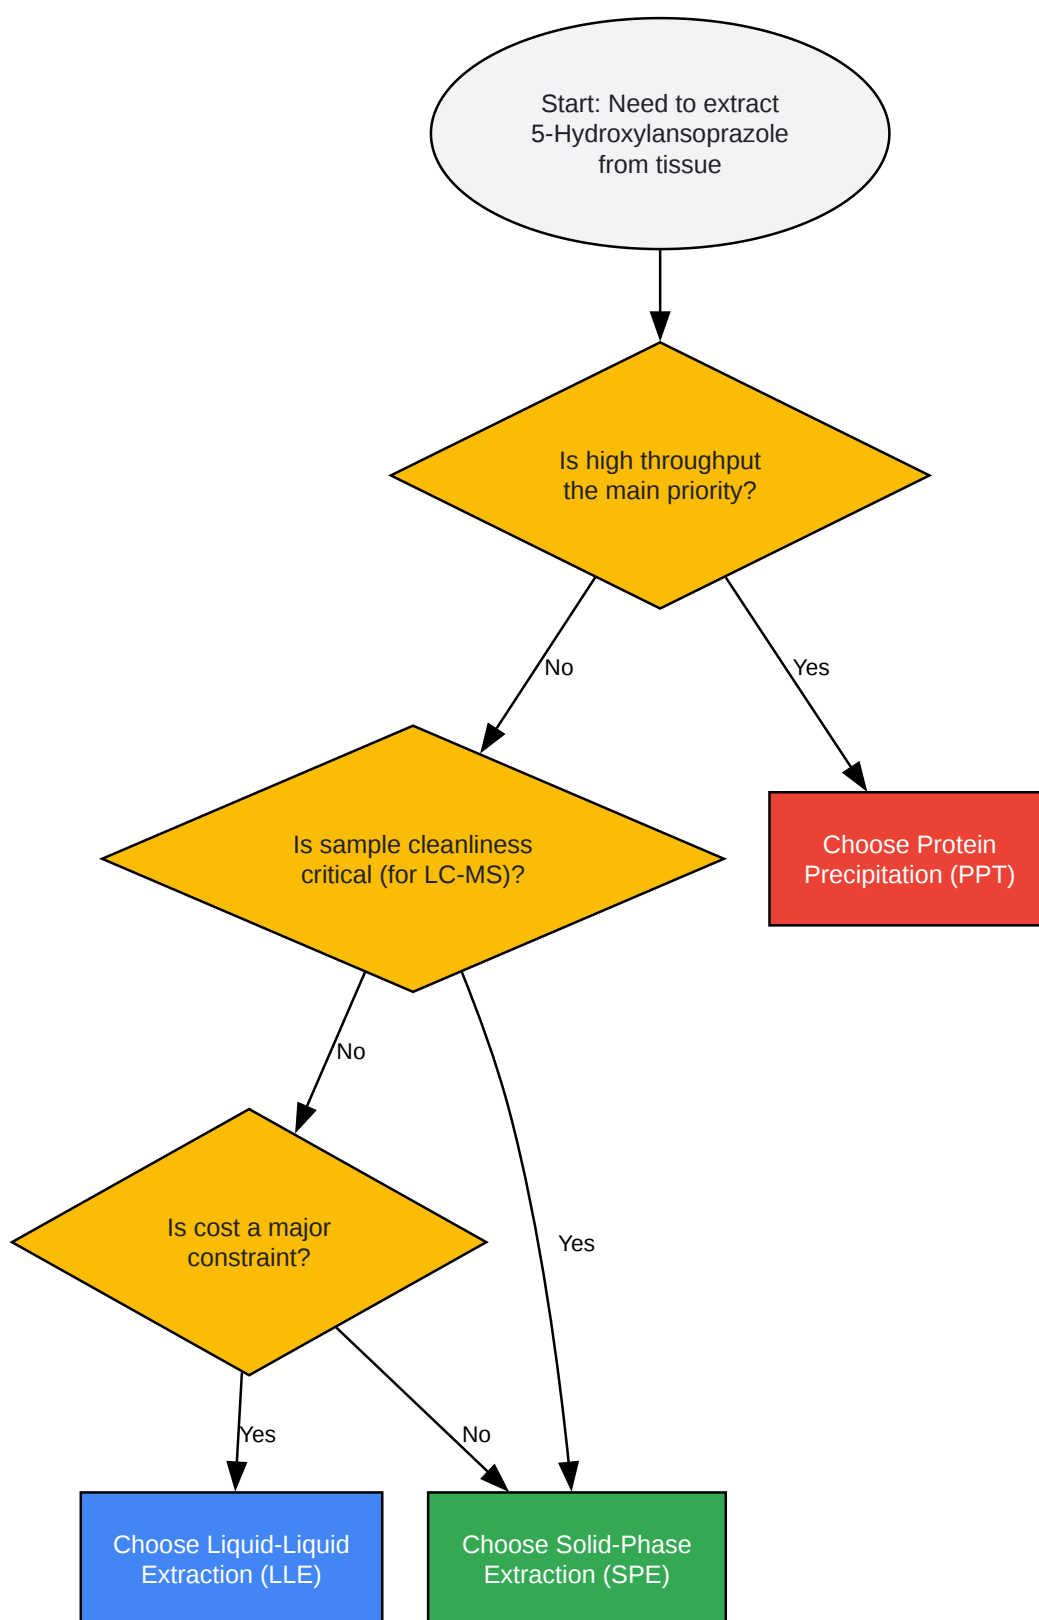 Start: Need to extract
5-Hydroxylansoprazole
from tissue
Is high throughput
the main priority?
No
Yes
Is sample cleanliness
critical (for LC-MS)?
Choose Protein
Precipitation (PPT)
No
Is cost a major
constraint?
Yes
Yes
No
Choose Liquid-Liquid
Extraction (LLE)
Choose Solid-Phase
Extraction (SPE)